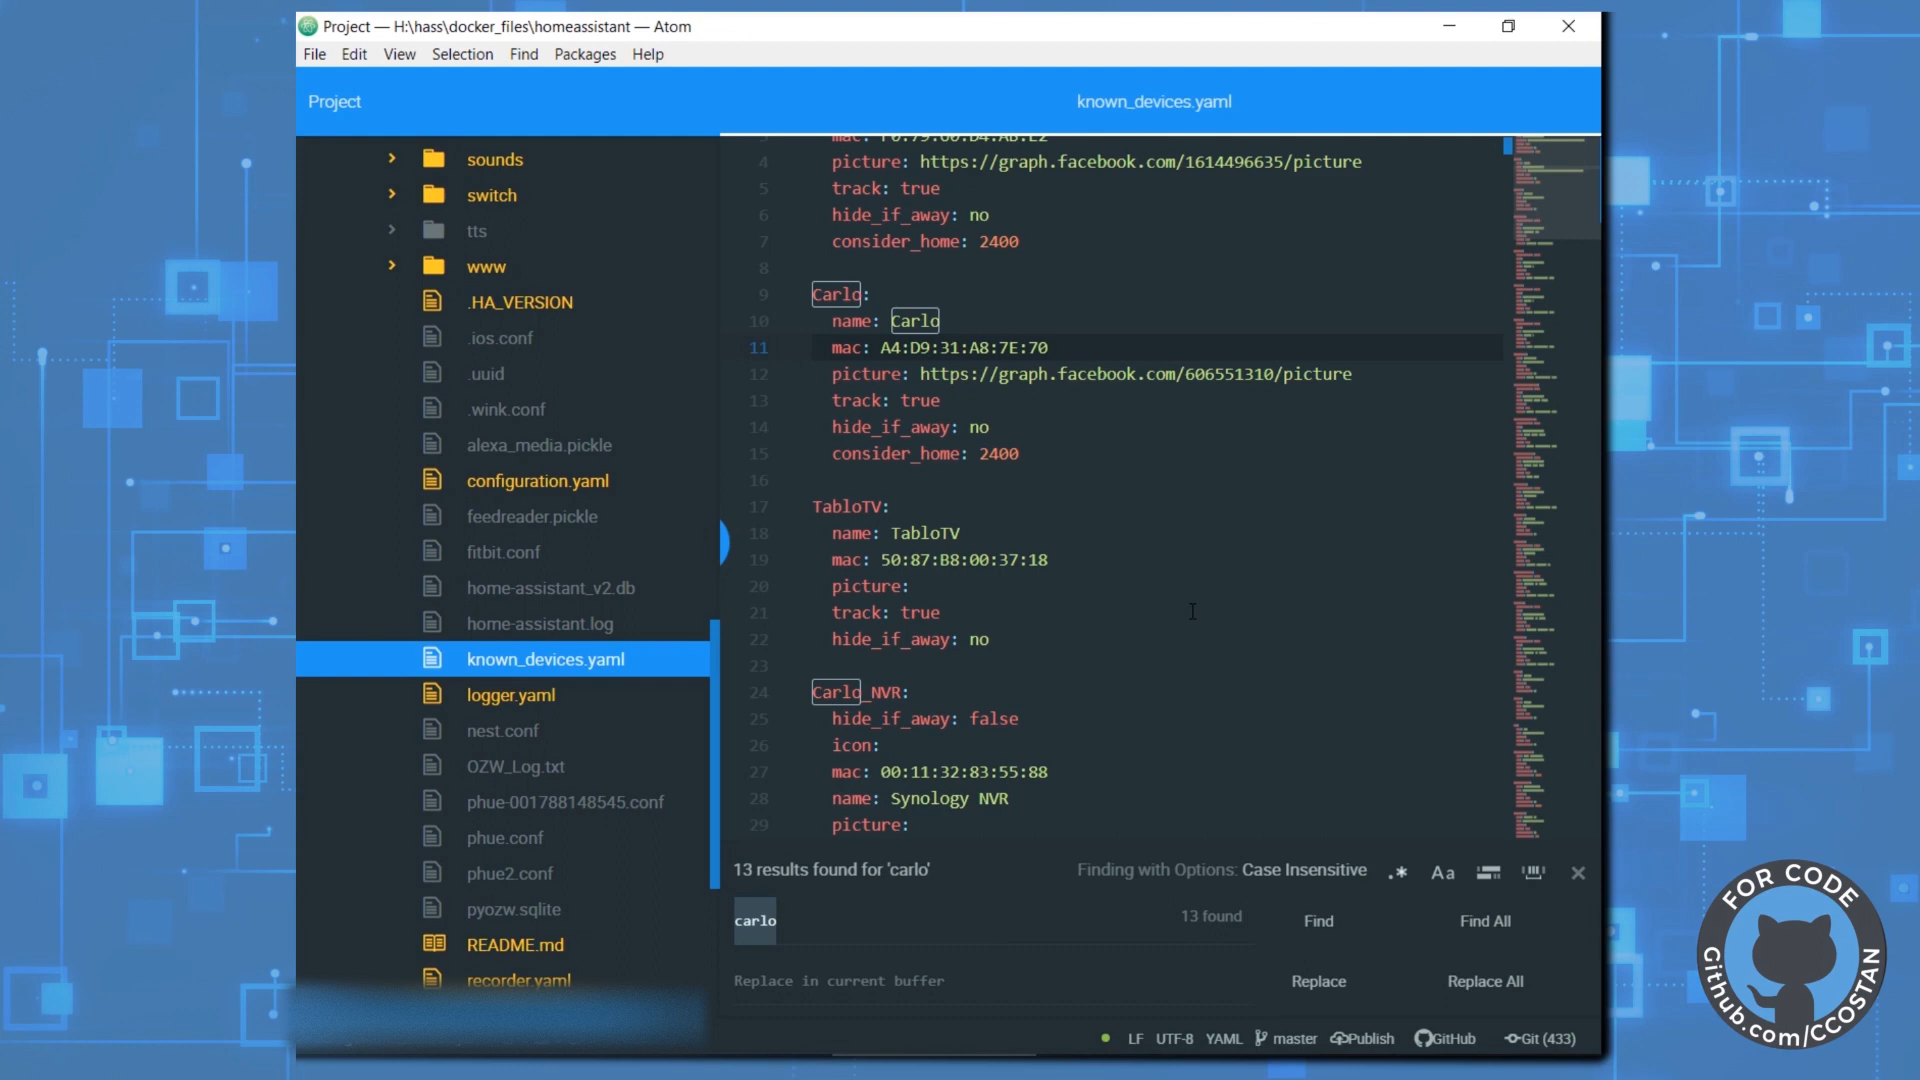 Project — H:\hass\docker_files\homeassistant — Atom
File Edit View Selection Find Packages Help
Project
known_devices.yaml
sounds
switch
tts
www
.HA_VERSION
.ios.conf
.uuid
.wink.conf
alexa_media.pickle
configuration.yaml
feedreader.pickle
fitbit.conf
home-assistant_v2.db
home-assistant.log
known_devices.yaml
logger.yaml
nest.conf
OZW_Log.txt
phue-001788148545.conf
phue.conf
phue2.conf
pyozw.sqlite
README.md
recorder.yaml
3 mac:
4 picture: https://graph.facebook.com/1614496635/picture
5 track: true
6 hide_if_away: no
7 consider_home: 2400
8
9 Carlo:
10 name: Carlo
11 mac: A4:D9:31:A8:7E:70
12 picture: https://graph.facebook.com/606551310/picture
13 track: true
14 hide_if_away: no
15 consider_home: 2400
16
17 TabloTV:
18 name: TabloTV
19 mac: 50:87:B8:00:37:18
20 picture:
21 track: true
22 hide_if_away: no
23
24 Carlo_NVR:
25 hide_if_away: false
26 icon:
27 mac: 00:11:32:83:55:88
28 name: Synology NVR
29 picture:
13 results found for 'carlo'
Finding with Options: Case Insensitive
.* Aa
carlo
13 found
Find
Find All
Replace in current buffer
Replace
Replace All
LF UTF-8 YAML master Publish GitHub Git (433)
FOR CODE
Github.com/CCOSTAN